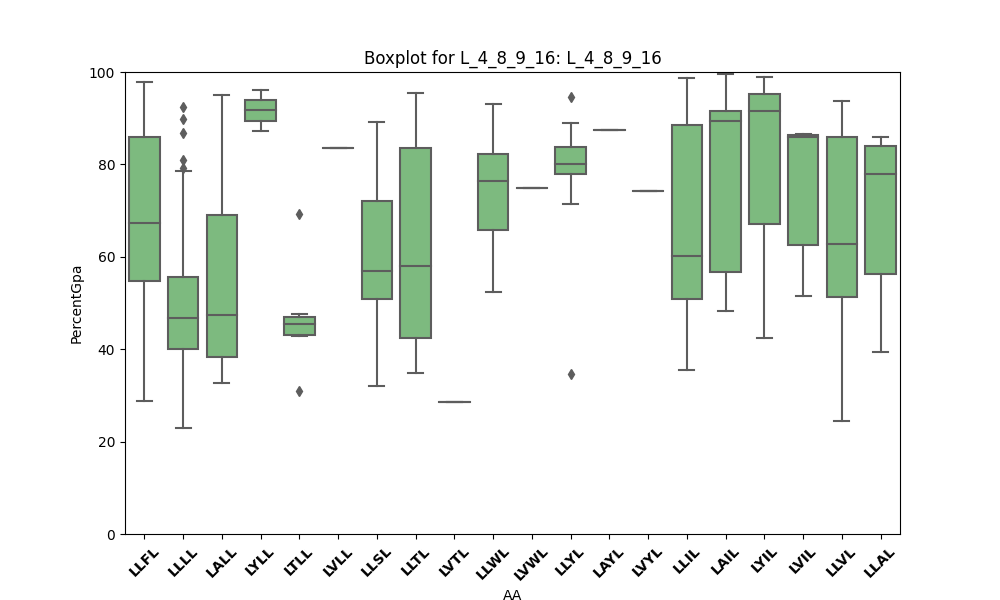 Boxplot for L_4_8_9_16: L_4_8_9_16
PercentGpa
100
80
60
40
20
0
LLFL LLLL LALL LYLL LTLL LVLL LLSL LLTL LVTL LLWL LVWL LLYL LAYL LVYL LLIL LAIL LYIL LVIL LLVL LLAL
AA